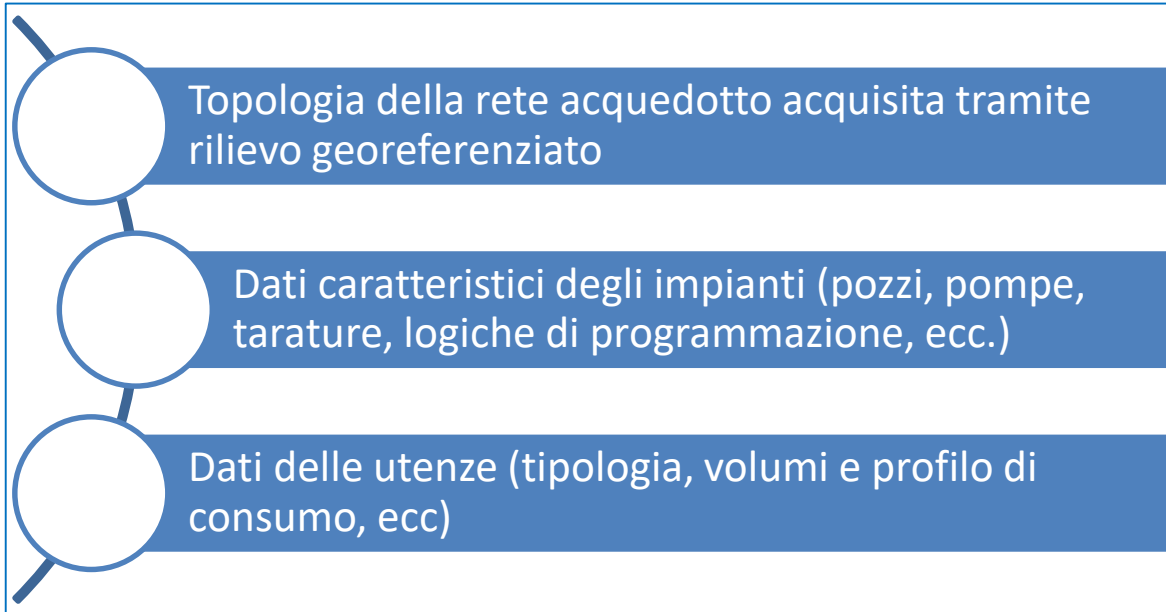 Topologia della rete acquedotto acquisita tramite
rilievo georeferenziato
Dati caratteristici degli impianti (pozzi, pompe,
tarature, logiche di programmazione, ecc.)
Dati delle utenze (tipologia, volumi e profilo di
consumo, ecc)